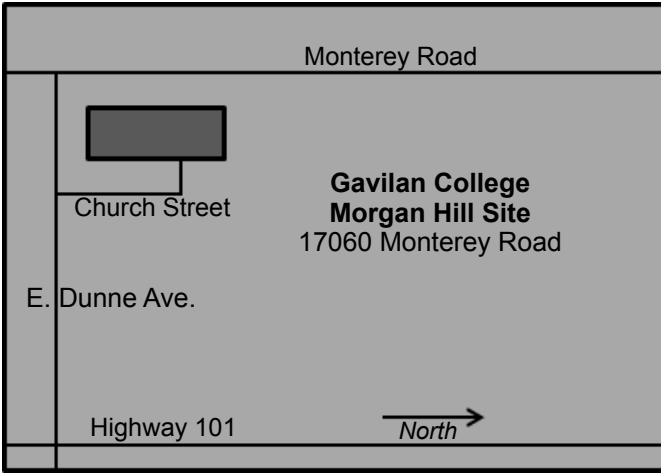 Monterey Road
Gavilan College
Morgan Hill Site
17060 Monterey Road
Church Street
E. Dunne Ave.
Highway 101
North